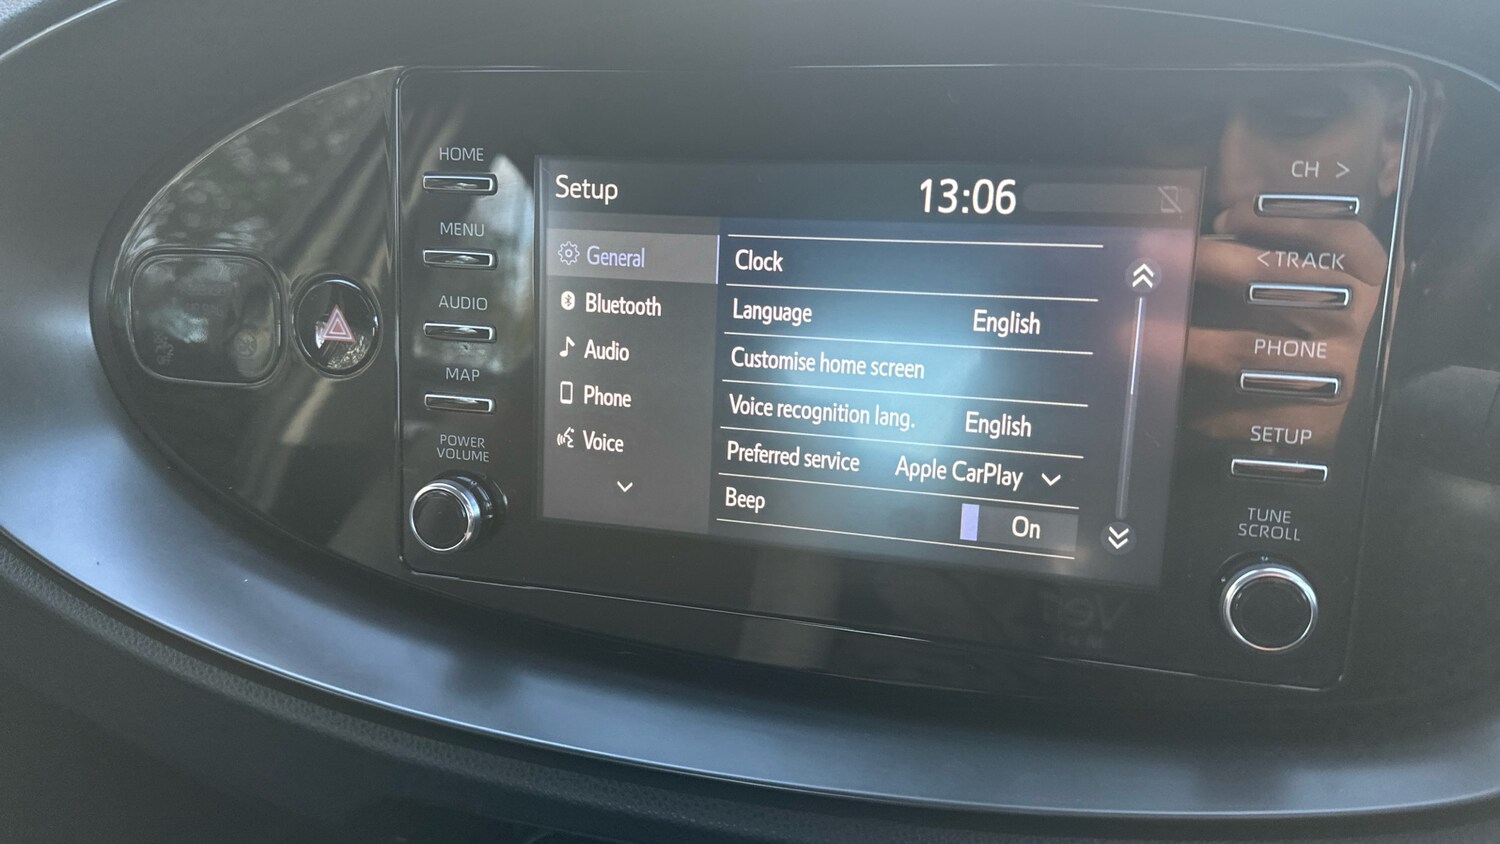 HOME
MENU
AUDIO
MAP
POWER
VOLUME
Setup
13:06
General
Bluetooth
Audio
Phone
Voice
Clock
Language English
Customise home screen
Voice recognition lang. English
Preferred service Apple CarPlay
Beep On
CH >
< TRACK
PHONE
SETUP
TUNE
SCROLL